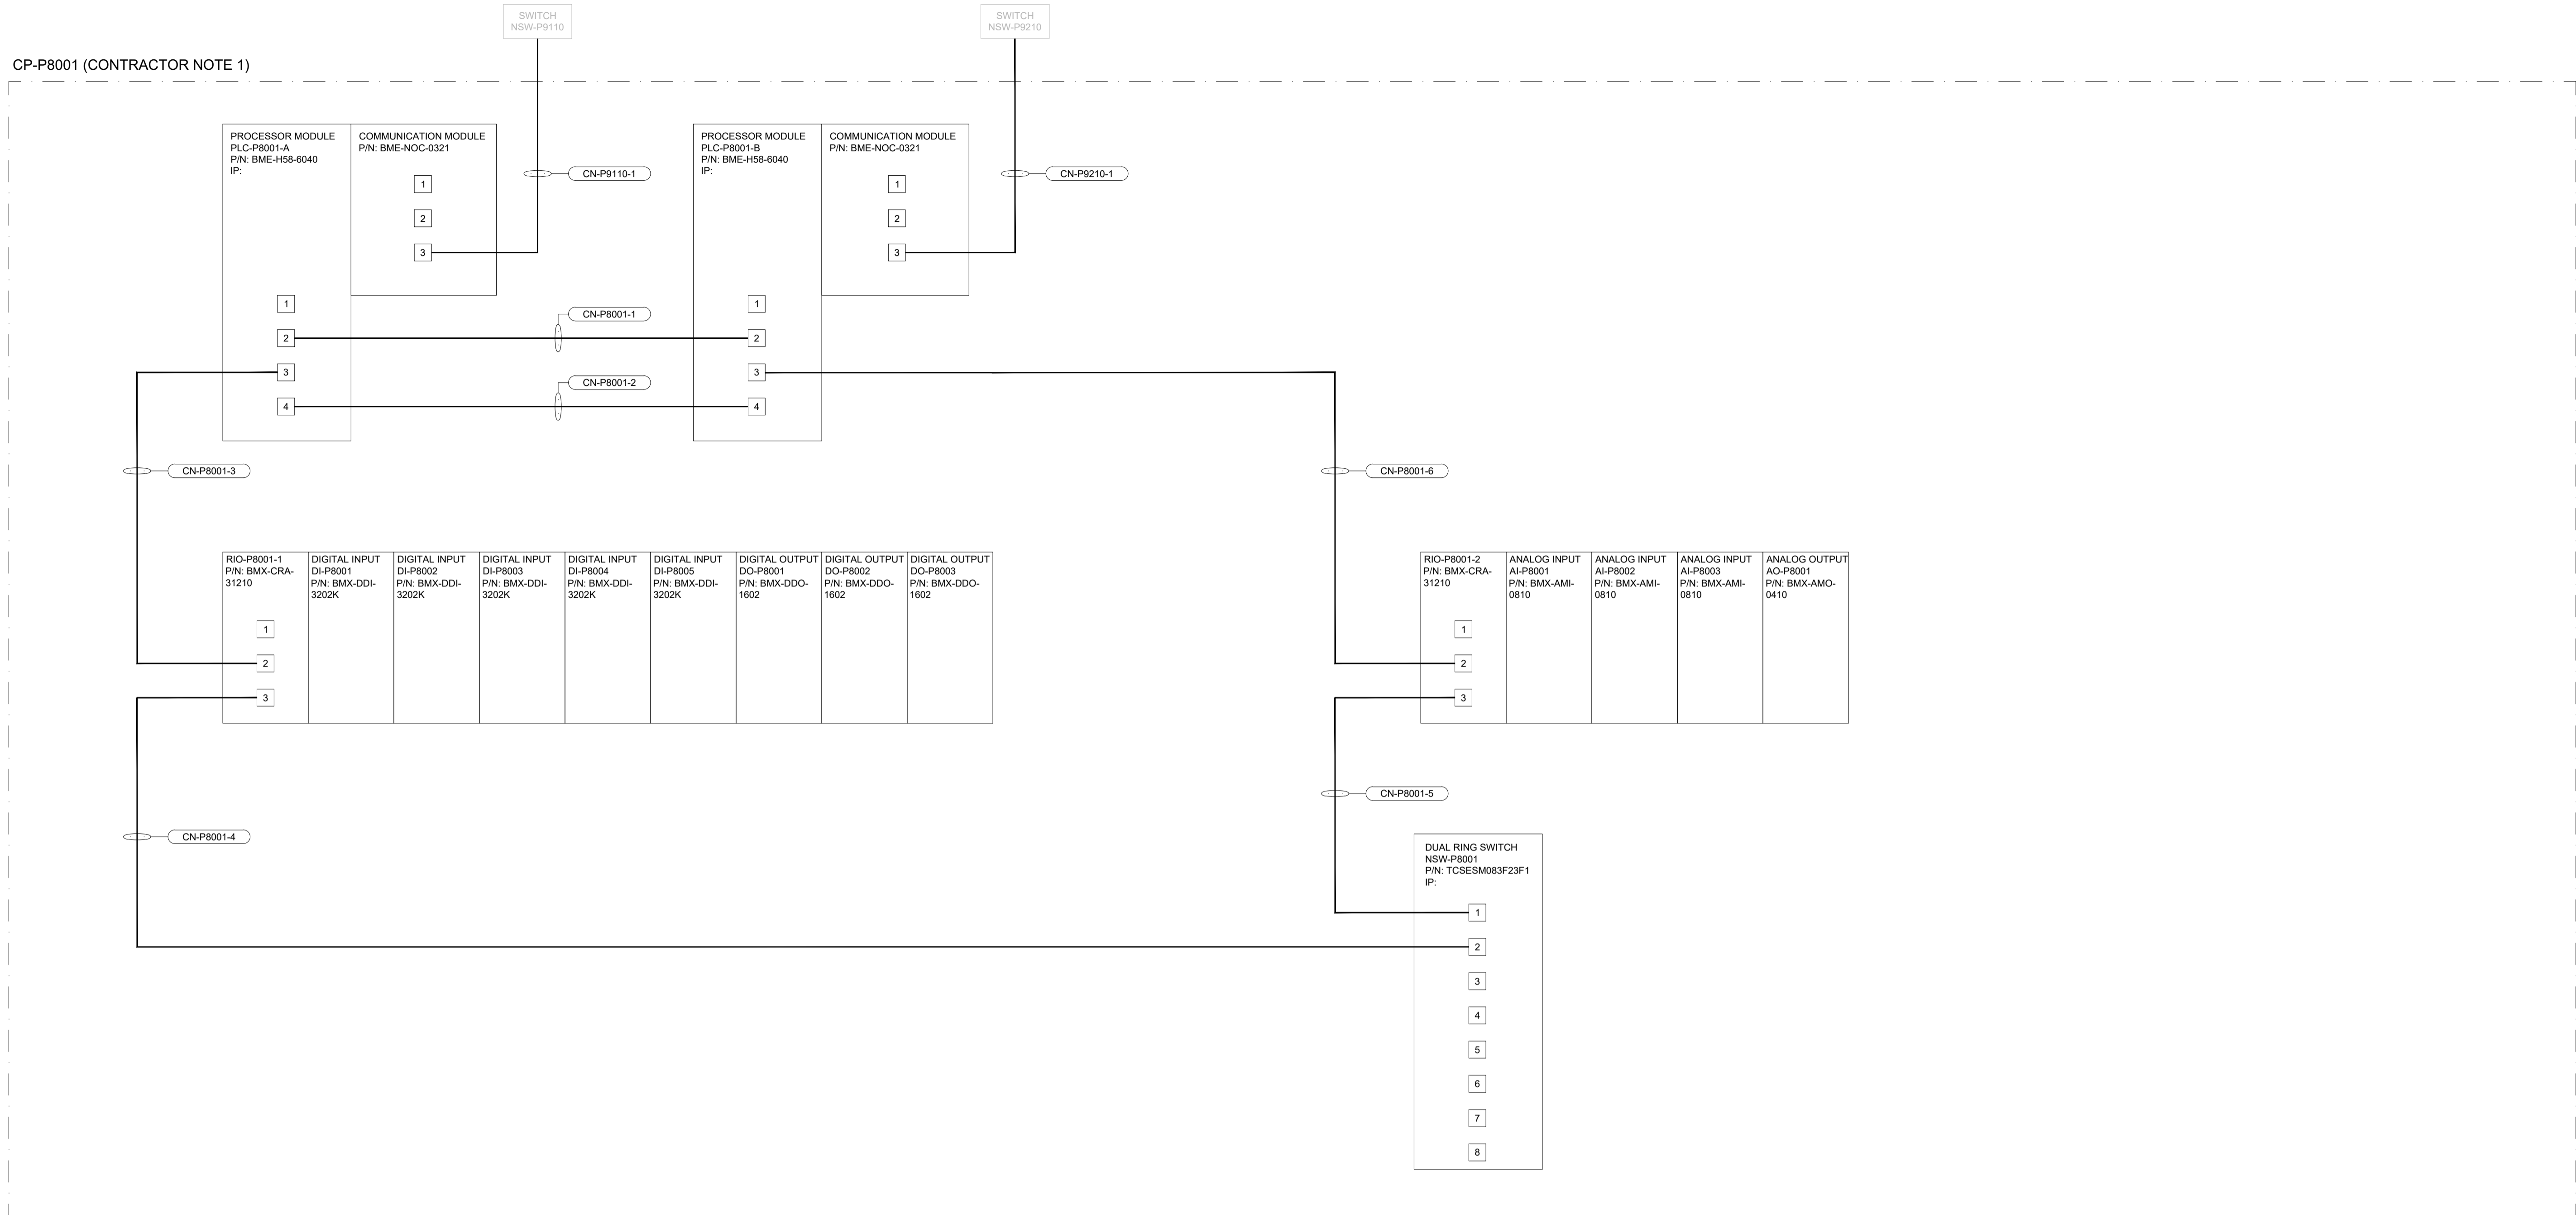 SWITCH
NSW-P9110
SWITCH
NSW-P9210
CP-P8001 (CONTRACTOR NOTE 1)
PROCESSOR MODULE
PLC-P8001-A
P/N: BME-H58-6040
IP:
1
2
3
4
COMMUNICATION MODULE
P/N: BME-NOC-0321
1
2
3
CN-P9110-1
PROCESSOR MODULE
PLC-P8001-B
P/N: BME-H58-6040
IP:
1
2
3
4
COMMUNICATION MODULE
P/N: BME-NOC-0321
1
2
3
CN-P9210-1
CN-P8001-1
CN-P8001-2
CN-P8001-3
CN-P8001-6
RIO-P8001-1
P/N: BMX-CRA-
31210
1
2
3
DIGITAL INPUT
DI-P8001
P/N: BMX-DDI-
3202K
DIGITAL INPUT
DI-P8002
P/N: BMX-DDI-
3202K
DIGITAL INPUT
DI-P8003
P/N: BMX-DDI-
3202K
DIGITAL INPUT
DI-P8004
P/N: BMX-DDI-
3202K
DIGITAL INPUT
DI-P8005
P/N: BMX-DDI-
3202K
DIGITAL OUTPUT
DO-P8001
P/N: BMX-DDO-
1602
DIGITAL OUTPUT
DO-P8002
P/N: BMX-DDO-
1602
DIGITAL OUTPUT
DO-P8003
P/N: BMX-DDO-
1602
RIO-P8001-2
P/N: BMX-CRA-
31210
1
2
3
ANALOG INPUT
AI-P8001
P/N: BMX-AMI-
0810
ANALOG INPUT
AI-P8002
P/N: BMX-AMI-
0810
ANALOG INPUT
AI-P8003
P/N: BMX-AMI-
0810
ANALOG OUTPUT
AO-P8001
P/N: BMX-AMO-
0410
CN-P8001-5
CN-P8001-4
DUAL RING SWITCH
NSW-P8001
P/N: TCSESM083F23F1
IP:
1
2
3
4
5
6
7
8